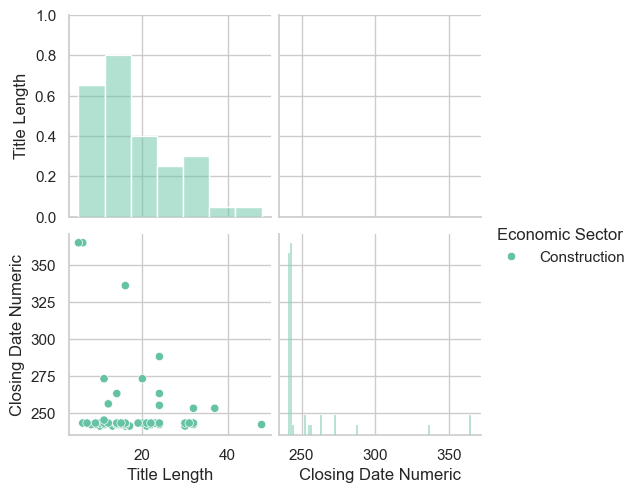 1.0
0.8
0.6
0.4
0.2
0.0
Title Length
350
325
300
275
250
Closing Date Numeric
20 40
Title Length
250 300 350
Closing Date Numeric
Economic Sector
Construction